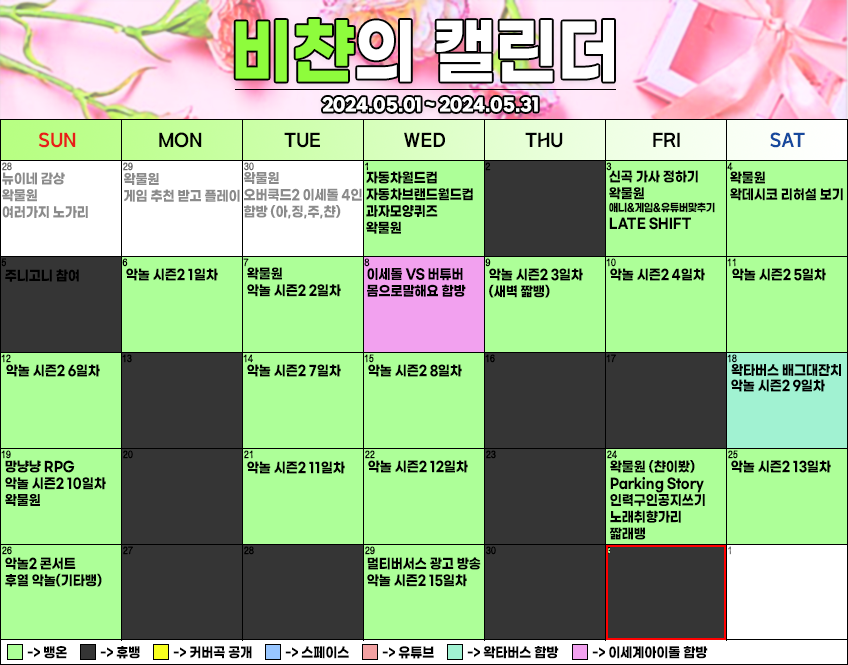 비챤의 캘린더
2024.05.01~2024.05.31
SUN MON TUE WED THU FRI SAT
28
뉴이네 감상
왁물원
여러가지 노가리
29
왁물원
게임 추천 받고 플레이
30
왁물원
오버쿡드2 이세돌 4인
합방 (아,징,주,챤)
1
자동차월드컵
자동차브랜드월드컵
과자모양퀴즈
왁물원
2
3
신곡 가사 정하기
왁물원
애니&게임&유튜버맞추기
LATE SHIFT
4
왁물원
왁데시코 리허설 보기
5
주니고니 참여
6
악놀 시즌2 1일차
7
왁물원
악놀 시즌2 2일차
8
이세돌 VS 버튜버
몸으로말해요 합방
9
악놀 시즌2 3일차
(새벽 짧뱅)
10
악놀 시즌2 4일차
11
악놀 시즌2 5일차
12
악놀 시즌2 6일차
13
14
악놀 시즌2 7일차
15
악놀 시즌2 8일차
16
17
18
왁타버스 배그대잔치
악놀 시즌2 9일차
19
망냥냥 RPG
악놀 시즌2 10일차
왁물원
20
21
악놀 시즌2 11일차
22
악놀 시즌2 12일차
23
24
왁물원 (챤이봤)
Parking Story
인력구인공지쓰기
노래취향가리
짧래뱅
25
악놀 시즌2 13일차
26
악놀2 콘서트
후열 악놀(기타뱅)
27
28
29
멀티버서스 광고 방송
악놀 시즌2 15일차
30
1
-> 뱅온 -> 휴뱅 -> 커버곡 공개 -> 스페이스 -> 유튜브 -> 왁타버스 합방 -> 이세계아이돌 합방